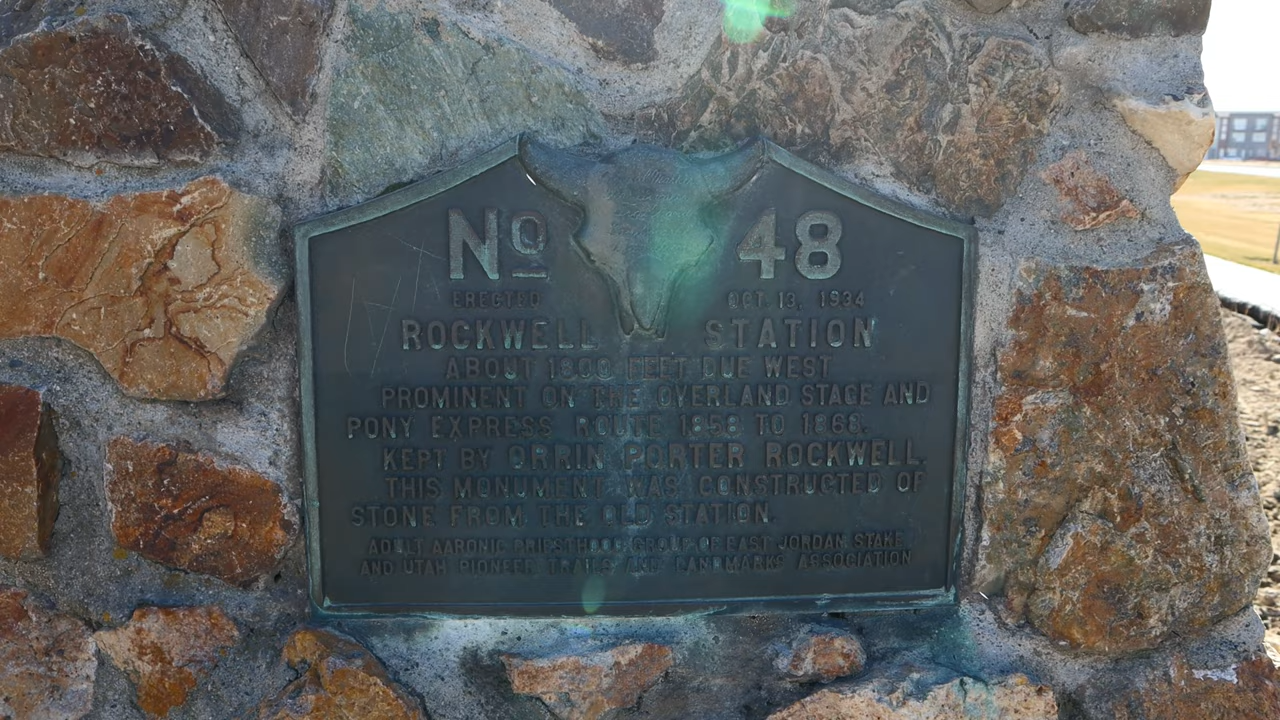 No 48
ERECTED OCT. 13, 1934
ROCKWELL STATION
ABOUT 1800 FEET DUE WEST
PROMINENT ON THE OVERLAND STAGE AND
PONY EXPRESS ROUTE 1858 TO 1868.
KEPT BY ORRIN PORTER ROCKWELL.
THIS MONUMENT WAS CONSTRUCTED OF
STONE FROM THE OLD STATION.
ADULT AARONIC PRIESTHOOD GROUP OF EAST JORDAN STAKE
AND UTAH PIONEER TRAILS AND LANDMARKS ASSOCIATION